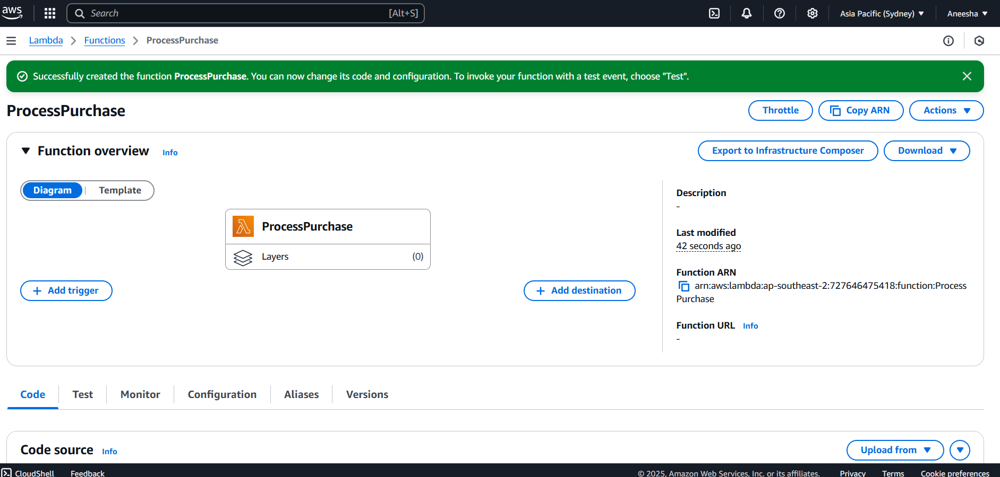 aws Search [Alt+S] Asia Pacific (Sydney) Aneesha
Lambda Functions ProcessPurchase
Successfully created the function ProcessPurchase. You can now change its code and configuration. To invoke your function with a test event, choose "Test".
ProcessPurchase Throttle Copy ARN Actions
Function overview Info Export to Infrastructure Composer Download
Diagram Template
ProcessPurchase
Layers (0)
Add trigger Add destination
Description
-
Last modified
42 seconds ago
Function ARN
arn:aws:lambda:ap-southeast-2:727646475418:function:Process
Purchase
Function URL Info
-
Code Test Monitor Configuration Aliases Versions
Code source Info Upload from
CloudShell Feedback © 2025, Amazon Web Services, Inc. or its affiliates. Privacy Terms Cookie preferences